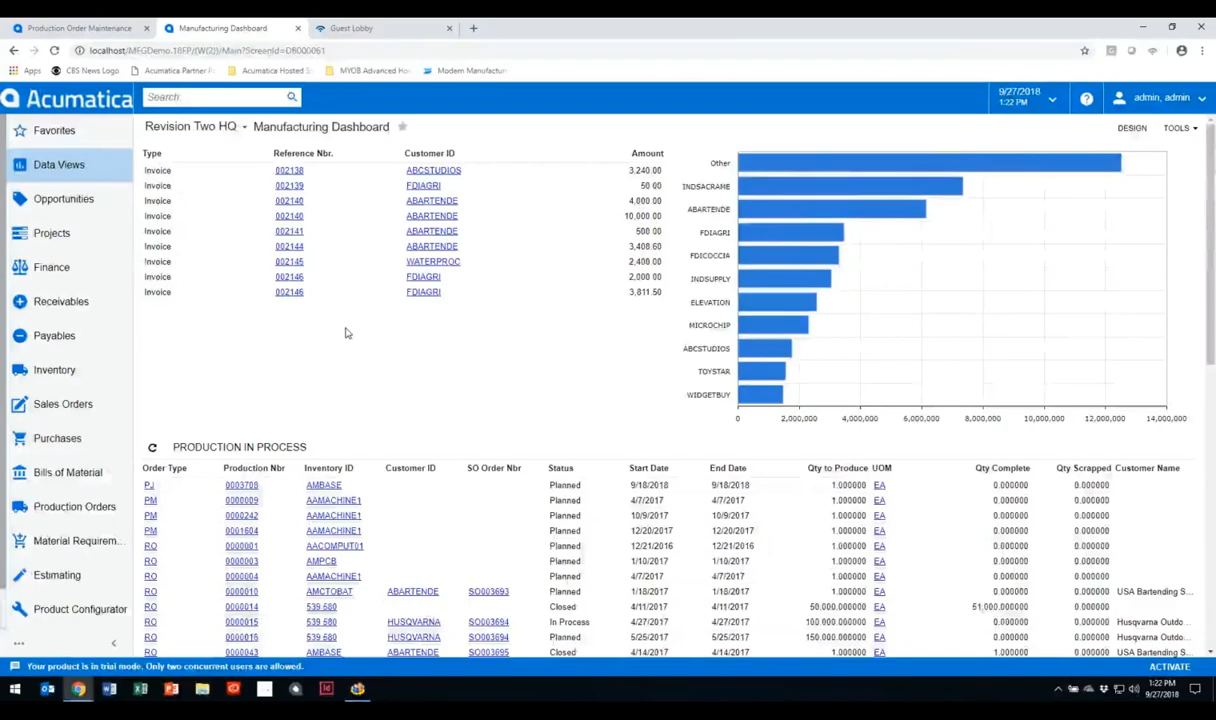 Production Order Maintenance
Manufacturing Dashboard
Guest Lobby
localhost/MFGDemo.18FP/(W(2))/Main?ScreenId=DB000061
Apps CBS News Logo Acumatica Partner P Acumatica Hosted S MYOB Advanced Ho Modern Manufactur
Acumatica Search... 9/27/2018 1:22 PM admin, admin
Revision Two HQ Manufacturing Dashboard DESIGN TOOLS
Favorites
Data Views
Opportunities
Projects
Finance
Receivables
Payables
Inventory
Sales Orders
Purchases
Bills of Material
Production Orders
Material Requirem...
Estimating
Product Configurator
Type Reference Nbr. Customer ID Amount
Invoice 002138 ABCSTUDIOS 3,240.00
Invoice 002139 FDIAGRI 50 00
Invoice 002140 ABARTENDE 4,000 00
Invoice 002140 ABARTENDE 10,000 00
Invoice 002141 ABARTENDE 500 00
Invoice 002144 ABARTENDE 3,408.60
Invoice 002145 WATERPROC 2,400 00
Invoice 002146 FDIAGRI 2,000 00
Invoice 002146 FDIAGRI 3,811.50
Other
INDSACRAME
ABARTENDE
FDIAGRI
FDICOCCIA
INDSUPPLY
ELEVATION
MICROCHIP
ABCSTUDIOS
TOYSTAR
WIDGETBUY
0 2,000,000 4,000,000 6,000,000 8,000,000 10,000,000 12,000,000 14,000,000
PRODUCTION IN PROCESS
Order Type Production Nbr Inventory ID Customer ID SO Order Nbr Status Start Date End Date Qty to Produce UOM Qty Complete Qty Scrapped Customer Name
PJ 0003708 AMBASE Planned 9/18/2018 9/18/2018 1.000000 EA 0.000000 0.000000
PM 0000009 AAMACHINE1 Planned 4/7/2017 4/7/2017 1.000000 EA 0.000000 0.000000
PM 0000242 AAMACHINE1 Planned 10/9/2017 10/9/2017 1.000000 EA 0.000000 0.000000
PM 0001604 AAMACHINE1 Planned 12/20/2017 12/20/2017 1.000000 EA 0.000000 0.000000
RO 0000001 AACOMPUT01 Planned 12/21/2016 12/21/2016 1.000000 EA 0.000000 0.000000
RO 0000003 AMPCB Planned 1/10/2017 1/10/2017 1.000000 EA 0.000000 0.000000
RO 0000004 AAMACHINE1 Planned 4/7/2017 4/7/2017 1.000000 EA 0.000000 0.000000
RO 0000010 AMCTOBAT ABARTENDE SO003693 Planned 1/18/2017 1/18/2017 1.000000 EA 0.000000 0.000000 USA Bartending S...
RO 0000014 539 580 Closed 4/11/2017 4/11/2017 50.000.000000 EA 51,000.000000 0.000000
RO 0000015 539 580 HUSQVARNA SO003694 In Process 4/27/2017 4/27/2017 100 000.000000 EA 0.000000 0.000000 Husqvarna Outdo...
RO 0000016 539 580 HUSQVARNA SO003694 Planned 5/25/2017 5/25/2017 150,000.000000 EA 0.000000 0.000000 Husqvarna Outdo...
RO 0000043 AMBASE ABARTENDE SO003695 Closed 4/14/2017 4/14/2017 1.000000 EA 0.000000 0.000000 USA Bartending S...
Your product is in trial mode. Only two concurrent users are allowed. ACTIVATE
1:22 PM
9/27/2018